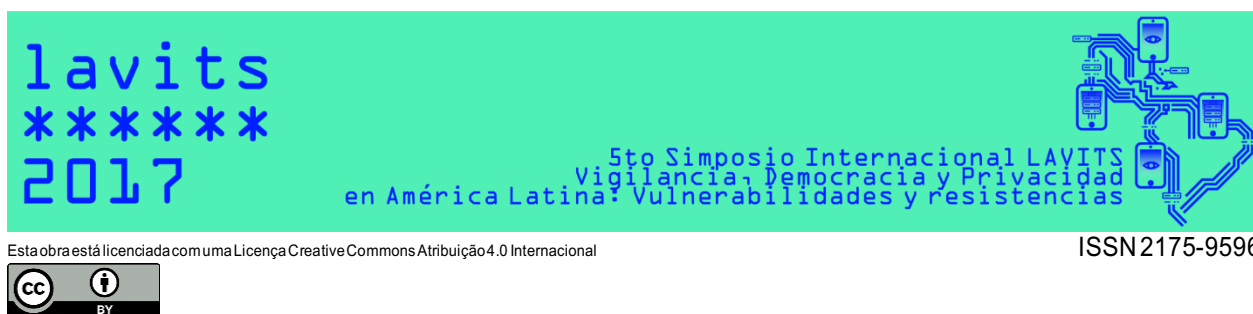 lavits
******
2017
5to Simposio Internacional LAVITS
Vigilancia, Democracia y Privacidad
en América Latina: Vulnerabilidades y resistencias
Esta obra está licenciada com uma Licença Creative Commons Atribuição 4.0 Internacional
ISSN 2175-9596
cc
BY